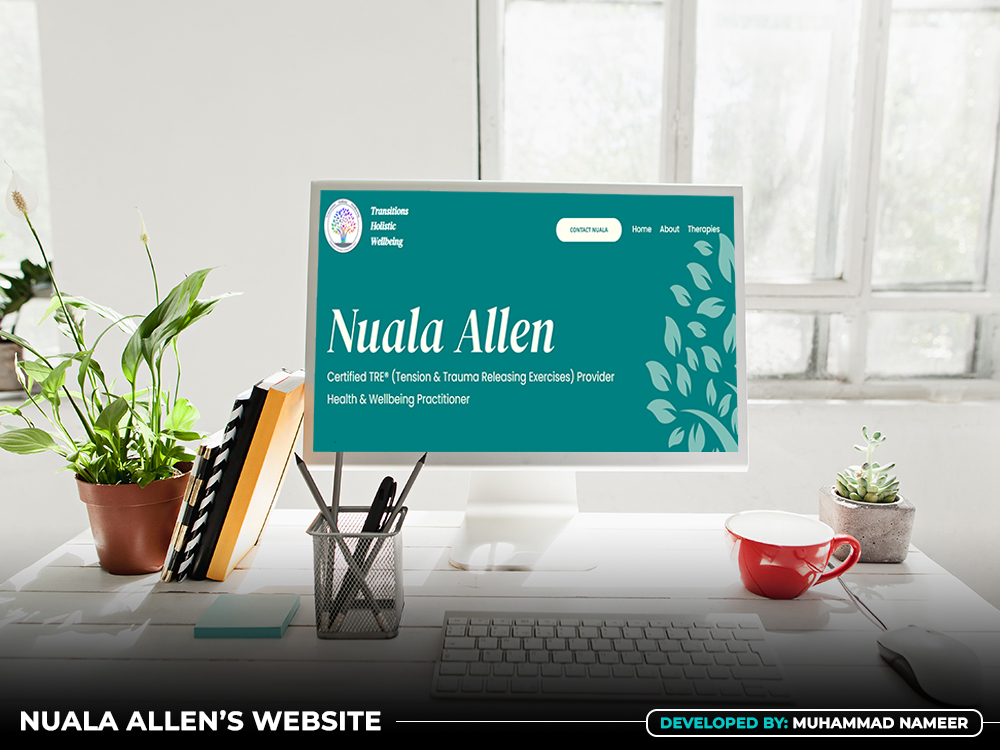 Transitions
Holistic
Wellbeing
CONTACT NUALA
Home
About
Therapies
Nuala Allen
Certified TRE® (Tension & Trauma Releasing Exercises) Provider
Health & Wellbeing Practitioner
NUALA ALLEN'S WEBSITE
DEVELOPED BY: MUHAMMAD NAMEER